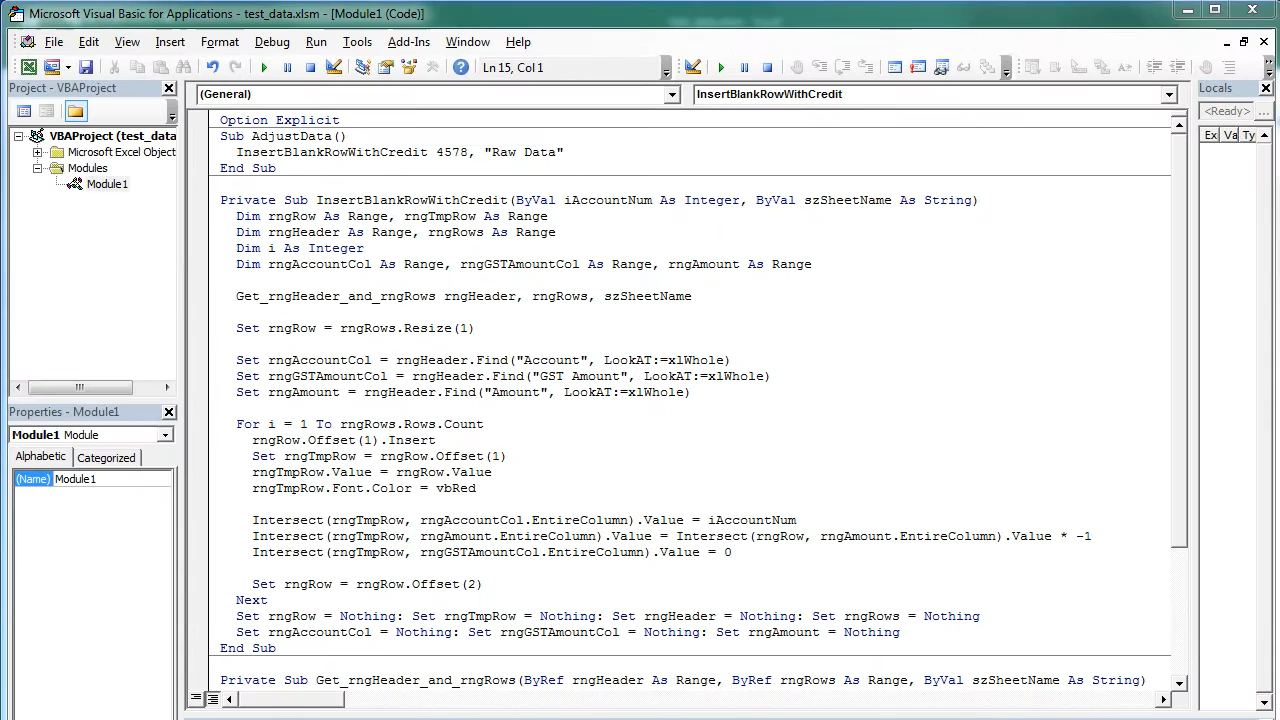 Microsoft Visual Basic for Applications - test_data.xlsm - [Module1 (Code)]
File Edit View Insert Format Debug Run Tools Add-Ins Window Help
Ln 15, Col 1
Project - VBAProject
(General)
InsertBlankRowWithCredit
Locals
<Ready>
...
Ex Va Ty
VBAProject (test_data
Microsoft Excel Object
Modules
Module1
Properties - Module1
Module1 Module
Alphabetic Categorized
(Name) Module1
Option Explicit
Sub AdjustData()
InsertBlankRowWithCredit 4578, "Raw Data"
End Sub
Private Sub InsertBlankRowWithCredit(ByVal iAccountNum As Integer, ByVal szSheetName As String)
Dim rngRow As Range, rngTmpRow As Range
Dim rngHeader As Range, rngRows As Range
Dim i As Integer
Dim rngAccountCol As Range, rngGSTAmountCol As Range, rngAmount As Range
Get_rngHeader_and_rngRows rngHeader, rngRows, szSheetName
Set rngRow = rngRows.Resize(1)
Set rngAccountCol = rngHeader.Find("Account", LookAT:=xlWhole)
Set rngGSTAmountCol = rngHeader.Find("GST Amount", LookAT:=xlWhole)
Set rngAmount = rngHeader.Find("Amount", LookAT:=xlWhole)
For i = 1 To rngRows.Rows.Count
rngRow.Offset(1).Insert
Set rngTmpRow = rngRow.Offset(1)
rngTmpRow.Value = rngRow.Value
rngTmpRow.Font.Color = vbRed
Intersect(rngTmpRow, rngAccountCol.EntireColumn).Value = iAccountNum
Intersect(rngTmpRow, rngAmount.EntireColumn).Value = Intersect(rngRow, rngAmount.EntireColumn).Value * -1
Intersect(rngTmpRow, rngGSTAmountCol.EntireColumn).Value = 0
Set rngRow = rngRow.Offset(2)
Next
Set rngRow = Nothing: Set rngTmpRow = Nothing: Set rngHeader = Nothing: Set rngRows = Nothing
Set rngAccountCol = Nothing: Set rngGSTAmountCol = Nothing: Set rngAmount = Nothing
End Sub
Private Sub Get_rngHeader_and_rngRows(ByRef rngHeader As Range, ByRef rngRows As Range, ByVal szSheetName As String)